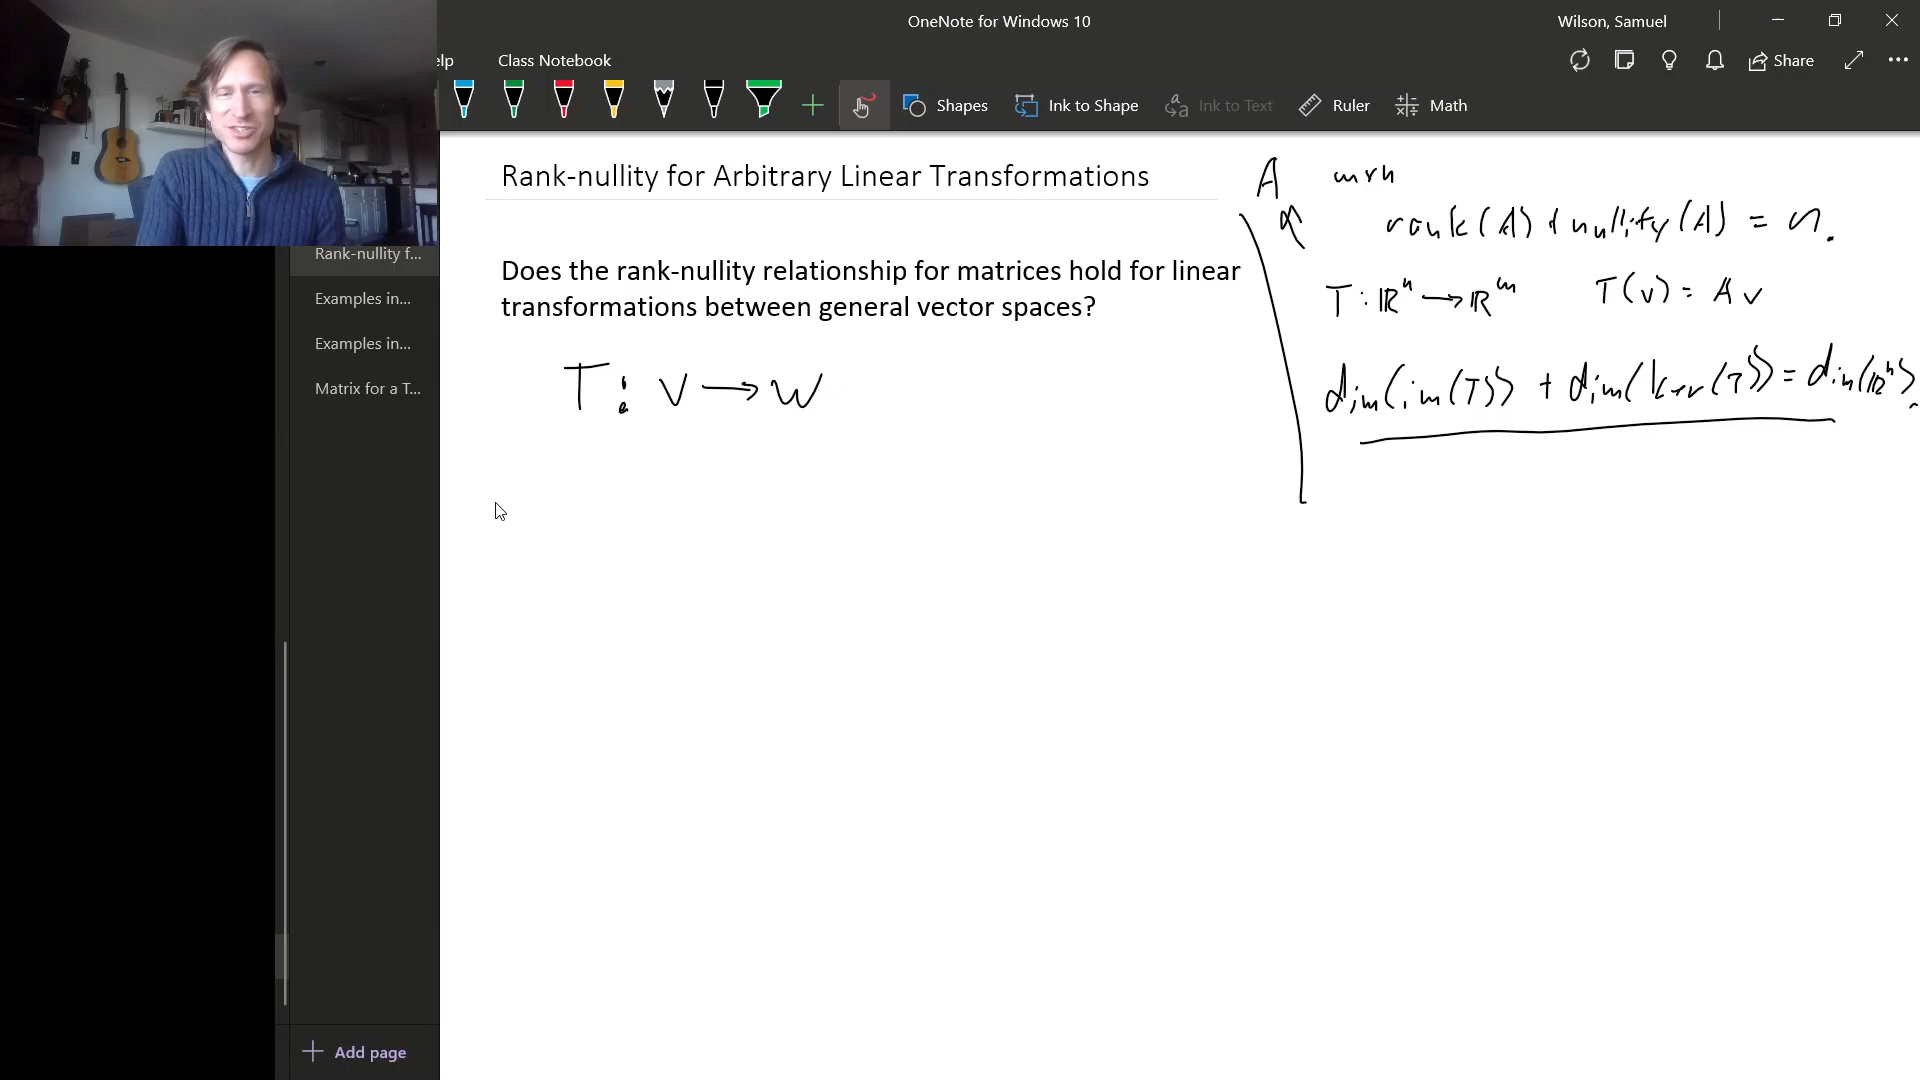 OneNote for Windows 10
Wilson, Samuel
elp Class Notebook
Share
Shapes Ink to Shape Ink to Text Ruler Math
Rank-nullity f...
Examples in...
Examples in...
Matrix for a T...
Add page
Rank-nullity for Arbitrary Linear Transformations
Does the rank-nullity relationship for matrices hold for linear
transformations between general vector spaces?
T: V → W
A m×n
rank(A) + nullity(A) = n.
T: ℝⁿ → ℝᵐ T(v) = Av
dim(im(T)) + dim(ker(T)) = dim(ℝⁿ).